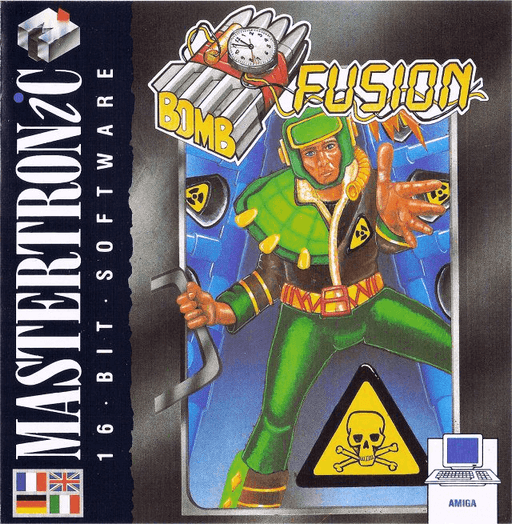 MASTERTRONiC
16·BIT·SOFTWARE
BOMB
FUSION
AMIGA